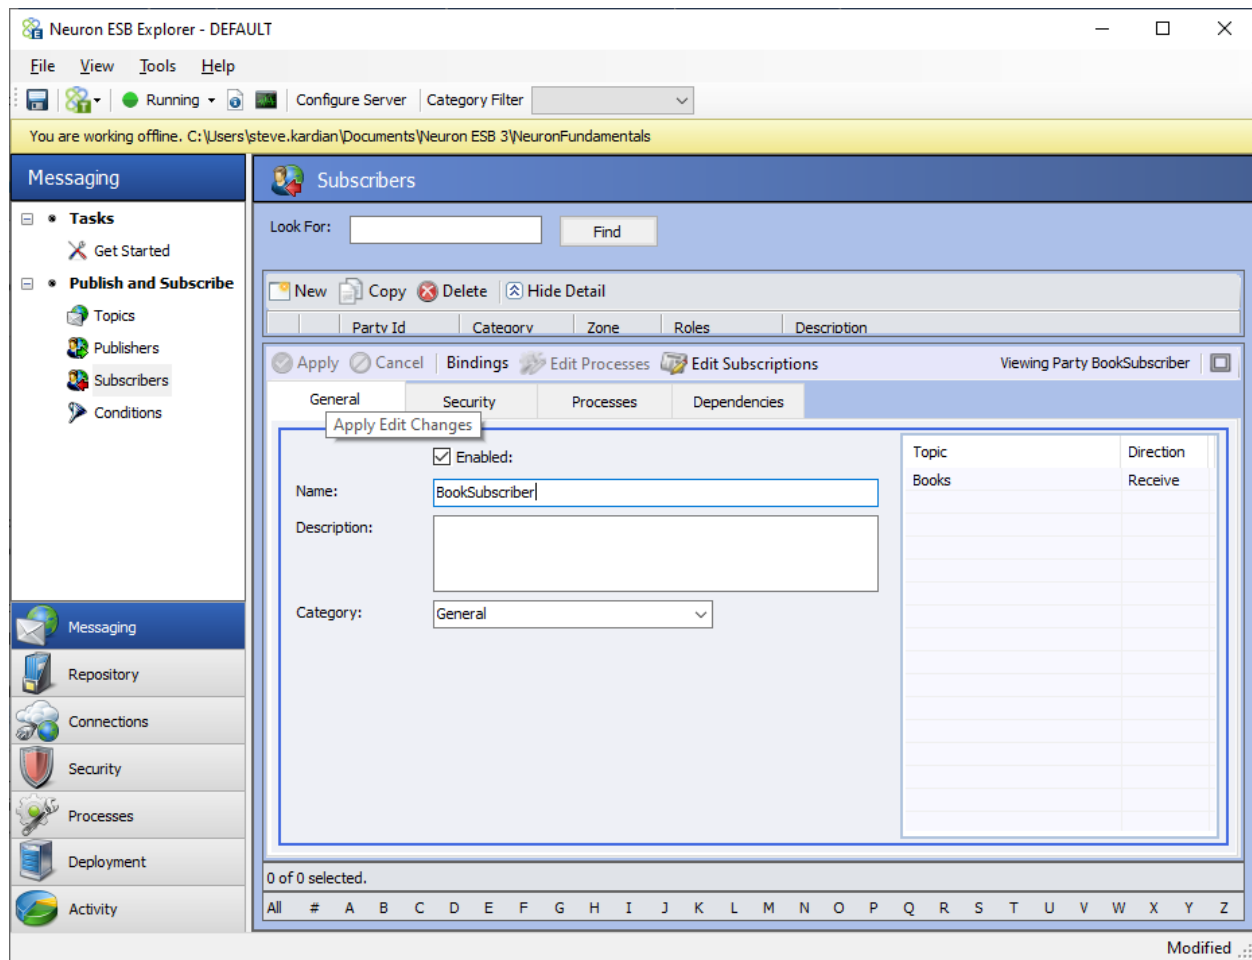 Neuron ESB Explorer - DEFAULT
File View Tools Help
Running Configure Server Category Filter
You are working offline. C:\Users\steve.kardian\Documents\Neuron ESB 3\NeuronFundamentals
Messaging
Tasks
Get Started
Publish and Subscribe
Topics
Publishers
Subscribers
Conditions
Messaging
Repository
Connections
Security
Processes
Deployment
Activity
Subscribers
Look For: Find
New Copy Delete Hide Detail
Party Id Category Zone Roles Description
Apply Cancel Bindings Edit Processes Edit Subscriptions Viewing Party BookSubscriber
General Security Processes Dependencies
Apply Edit Changes
Enabled:
Name: BookSubscriber
Description:
Category: General
Topic Direction
Books Receive
0 of 0 selected.
All # A B C D E F G H I J K L M N O P Q R S T U V W X Y Z
Modified